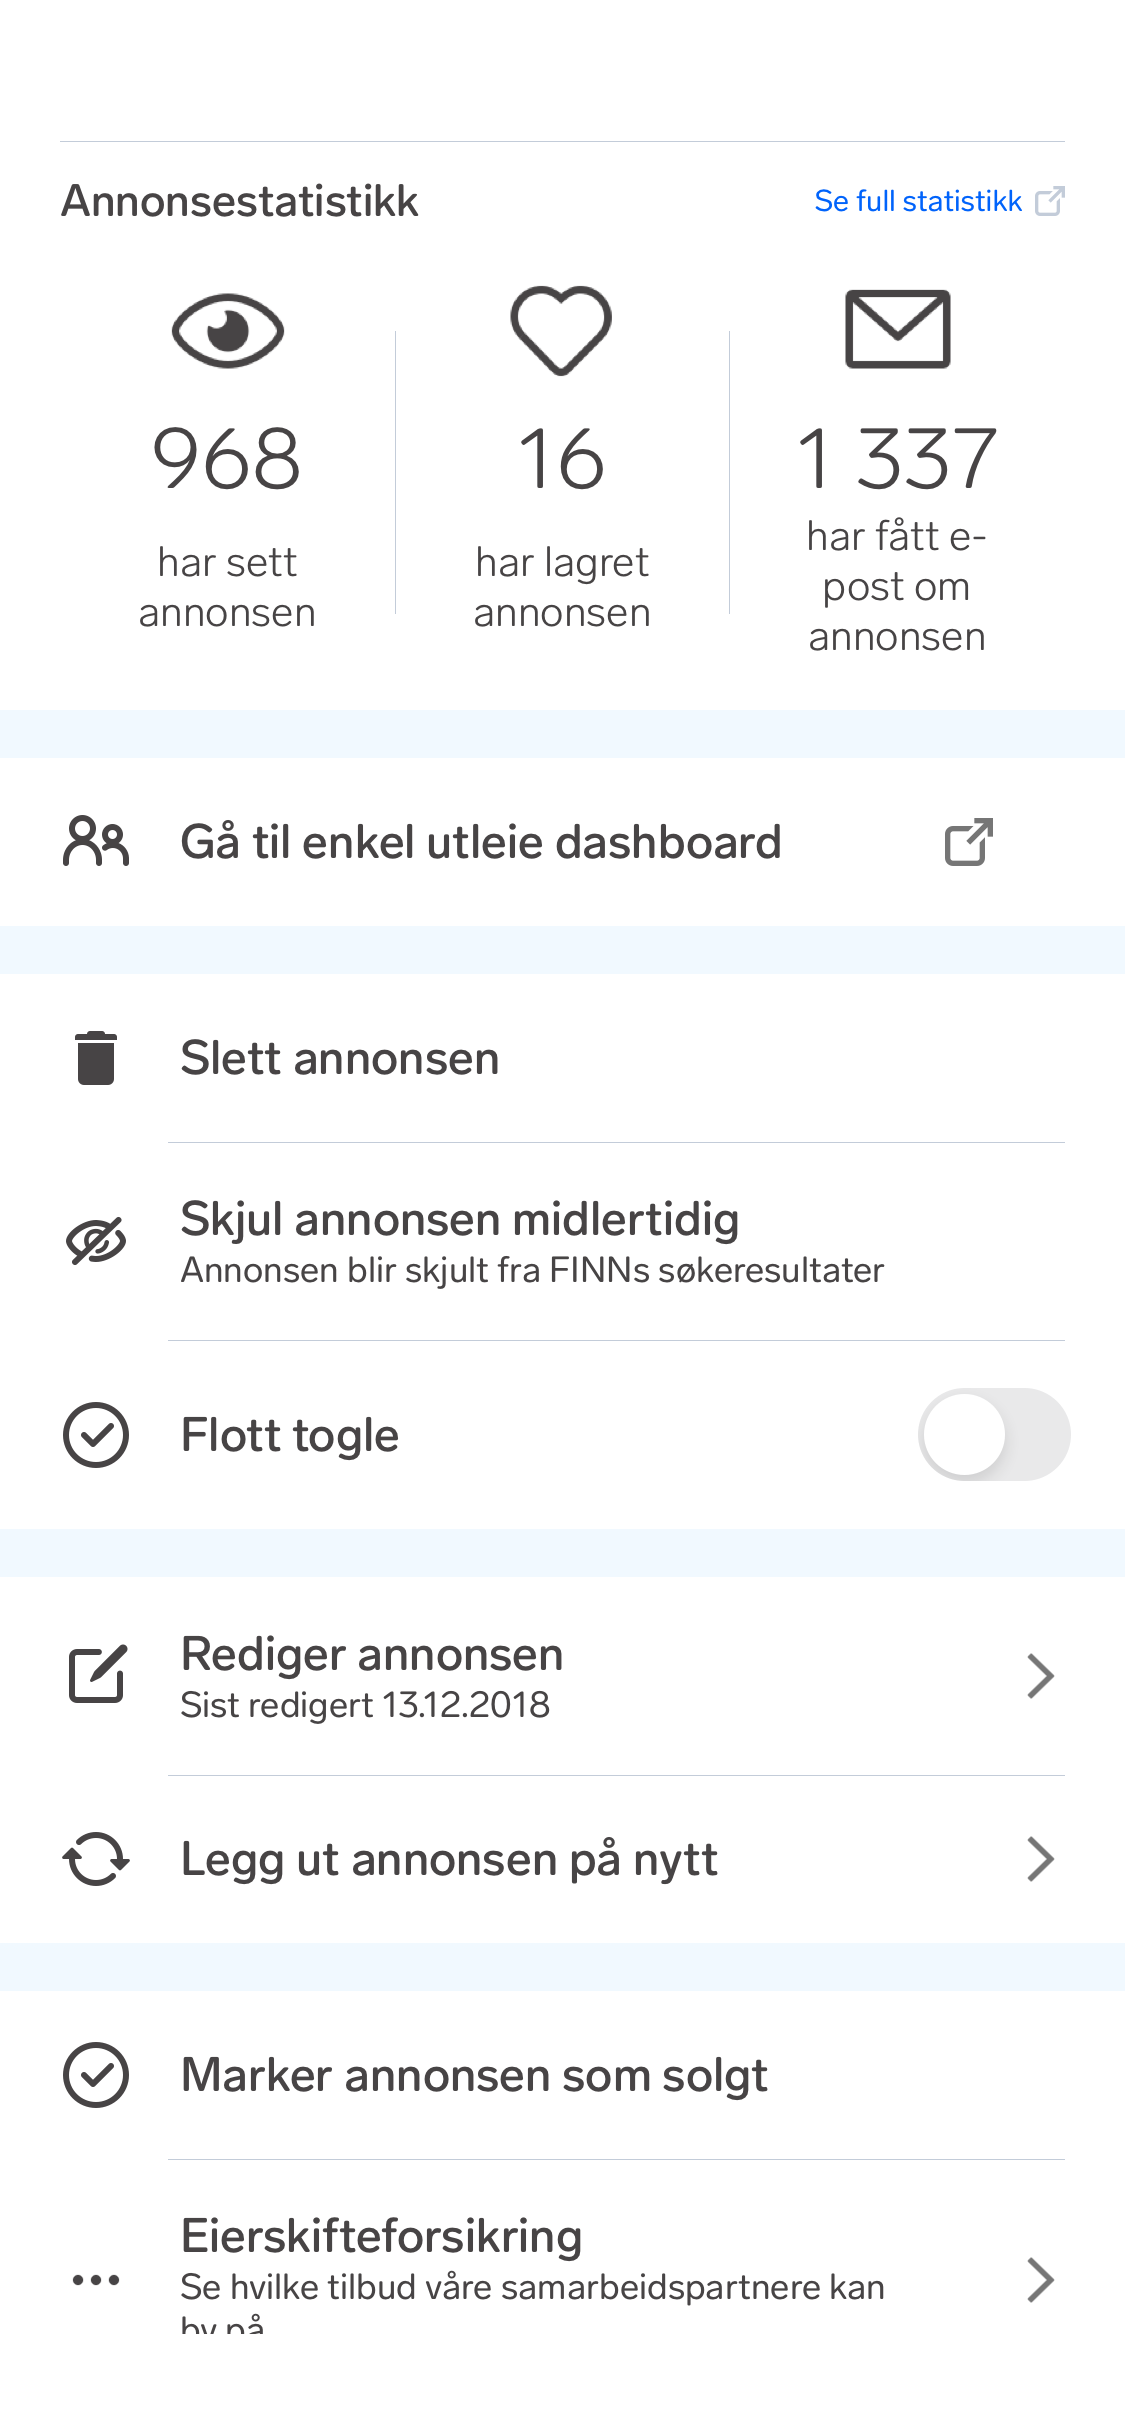 Annonsestatistikk
Se full statistikk
968
har sett
annonsen
16
har lagret
annonsen
1 337
har fått e-
post om
annonsen
Gå til enkel utleie dashboard
Slett annonsen
Skjul annonsen midlertidig
Annonsen blir skjult fra FINNs søkeresultater
Flott togle
Rediger annonsen
Sist redigert 13.12.2018
Legg ut annonsen på nytt
Marker annonsen som solgt
Eierskifteforsikring
Se hvilke tilbud våre samarbeidspartnere kan
by på